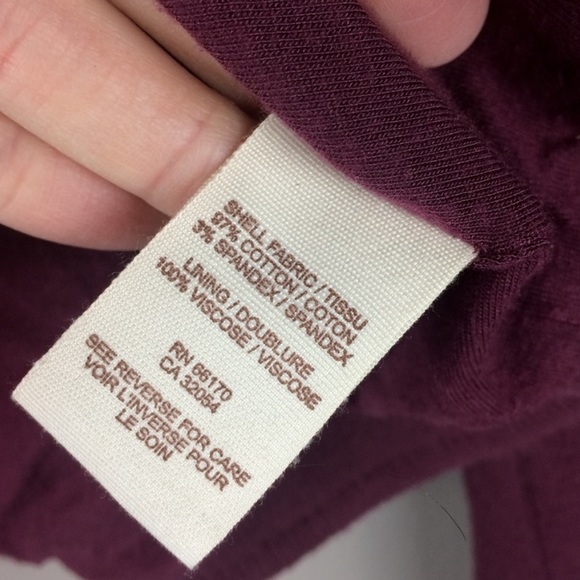 SHELL FABRIC / TISSU
97% COTTON / COTON
3% SPANDEX / SPANDEX
LINING / DOUBLURE
100% VISCOSE / VISCOSE
RN 66170
CA 32054
SEE REVERSE FOR CARE
VOIR L'INVERSE POUR
LE SOIN